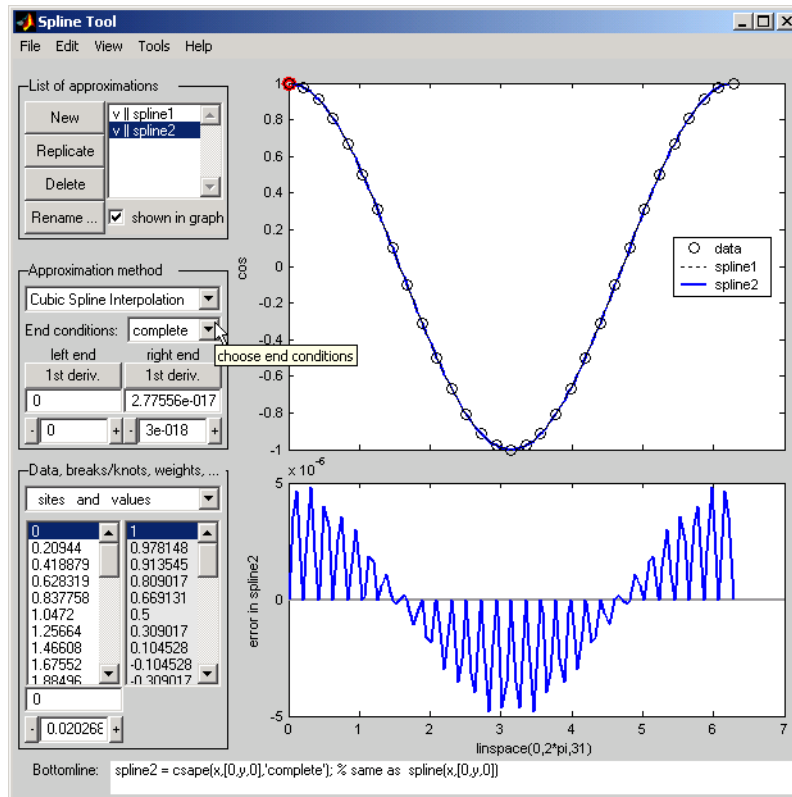 Spline Tool
File Edit View Tools Help
List of approximations
New
Replicate
Delete
Rename ...
v || spline1
v || spline2
shown in graph
Approximation method
Cubic Spline Interpolation
End conditions: complete
choose end conditions
left end right end
1st deriv. 1st deriv.
0 2.77556e-017
- 0 + - 3e-018 +
Data, breaks/knots, weights, ...
sites and values
0 1
0.20944 0.978148
0.418879 0.913545
0.628319 0.809017
0.837758 0.669131
1.0472 0.5
1.25664 0.309017
1.46608 0.104528
1.67552 -0.104528
1.88496 -0.309017
0
- 0.020268 +
1
0.8
0.6
0.4
0.2
0
-0.2
-0.4
-0.6
-0.8
-1
cos
data
spline1
spline2
x 10^-6
5
0
-5
error in spline2
0 1 2 3 4 5 6 7
linspace(0,2*pi,31)
Bottomline: spline2 = csape(x,[0,y,0],'complete'); % same as spline(x,[0,y,0])